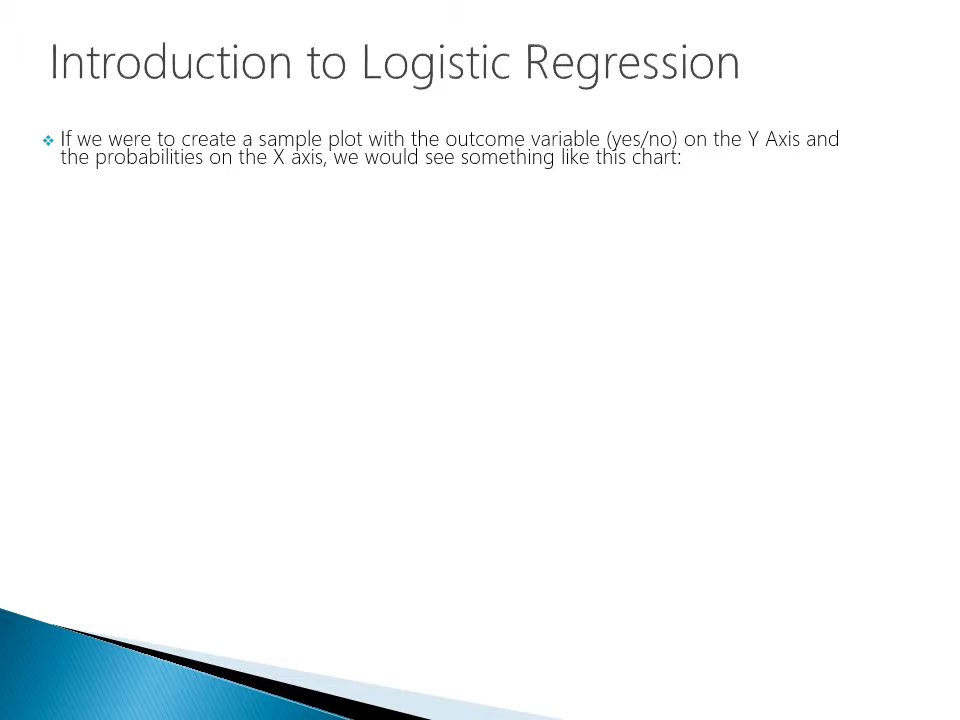 Introduction to Logistic Regression
If we were to create a sample plot with the outcome variable (yes/no) on the Y Axis and
the probabilities on the X axis, we would see something like this chart: